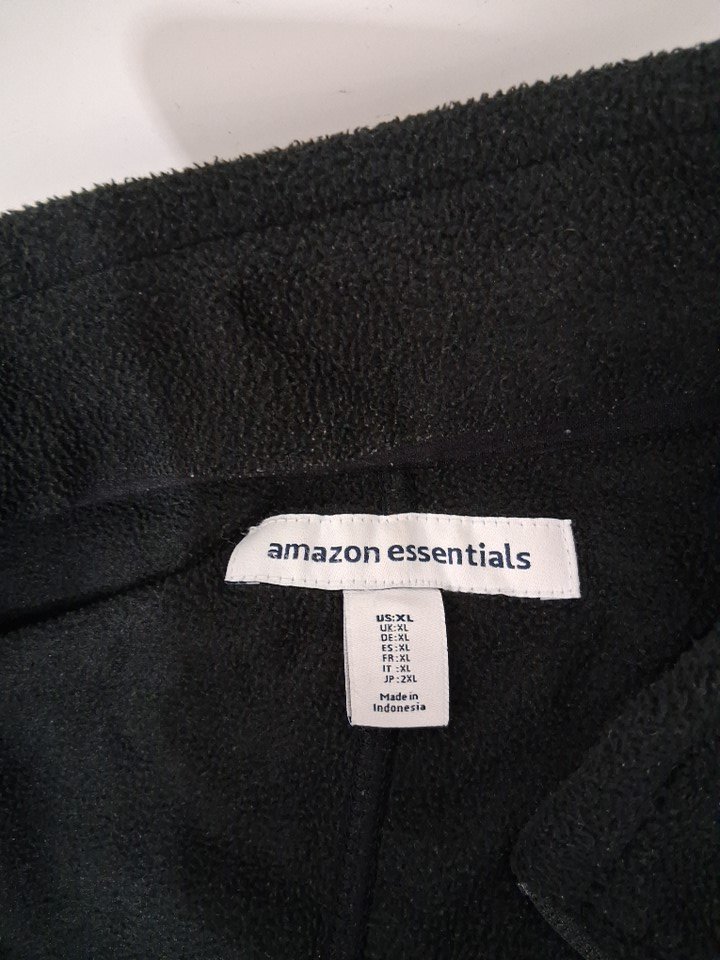 amazon essentials
US:XL
UK:XL
DE:XL
ES:XL
FR:XL
IT :XL
JP :2XL
Made in
Indonesia